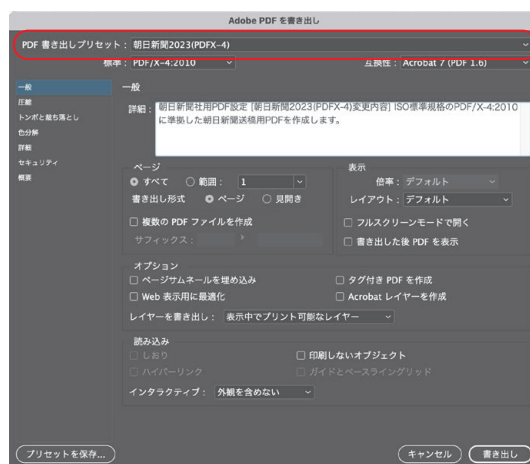 Adobe PDF を書き出し
PDF 書き出しプリセット： 朝日新聞2023(PDFX-4)
標準： PDF/X-4:2010 互換性： Acrobat 7 (PDF 1.6)
一般
圧縮
トンボと裁ち落とし
色分解
詳細
セキュリティ
概要
一般
詳細： 朝日新聞社用PDF設定 [朝日新聞2023(PDFX-4)変更内容] ISO標準規格のPDF/X-4:2010
に準拠した朝日新聞送稿用PDFを作成します。
ページ
すべて 範囲： 1
書き出し形式 ページ 見開き
複数の PDF ファイルを作成
サフィックス：
表示
倍率： デフォルト
レイアウト： デフォルト
フルスクリーンモードで開く
書き出した後 PDF を表示
オプション
ページサムネールを埋め込み タグ付き PDF を作成
Web 表示用に最適化 Acrobat レイヤーを作成
レイヤーを書き出し： 表示中でプリント可能なレイヤー
読み込み
しおり 印刷しないオブジェクト
ハイパーリンク ガイドとベースライングリッド
インタラクティブ： 外観を含めない
プリセットを保存... キャンセル 書き出し